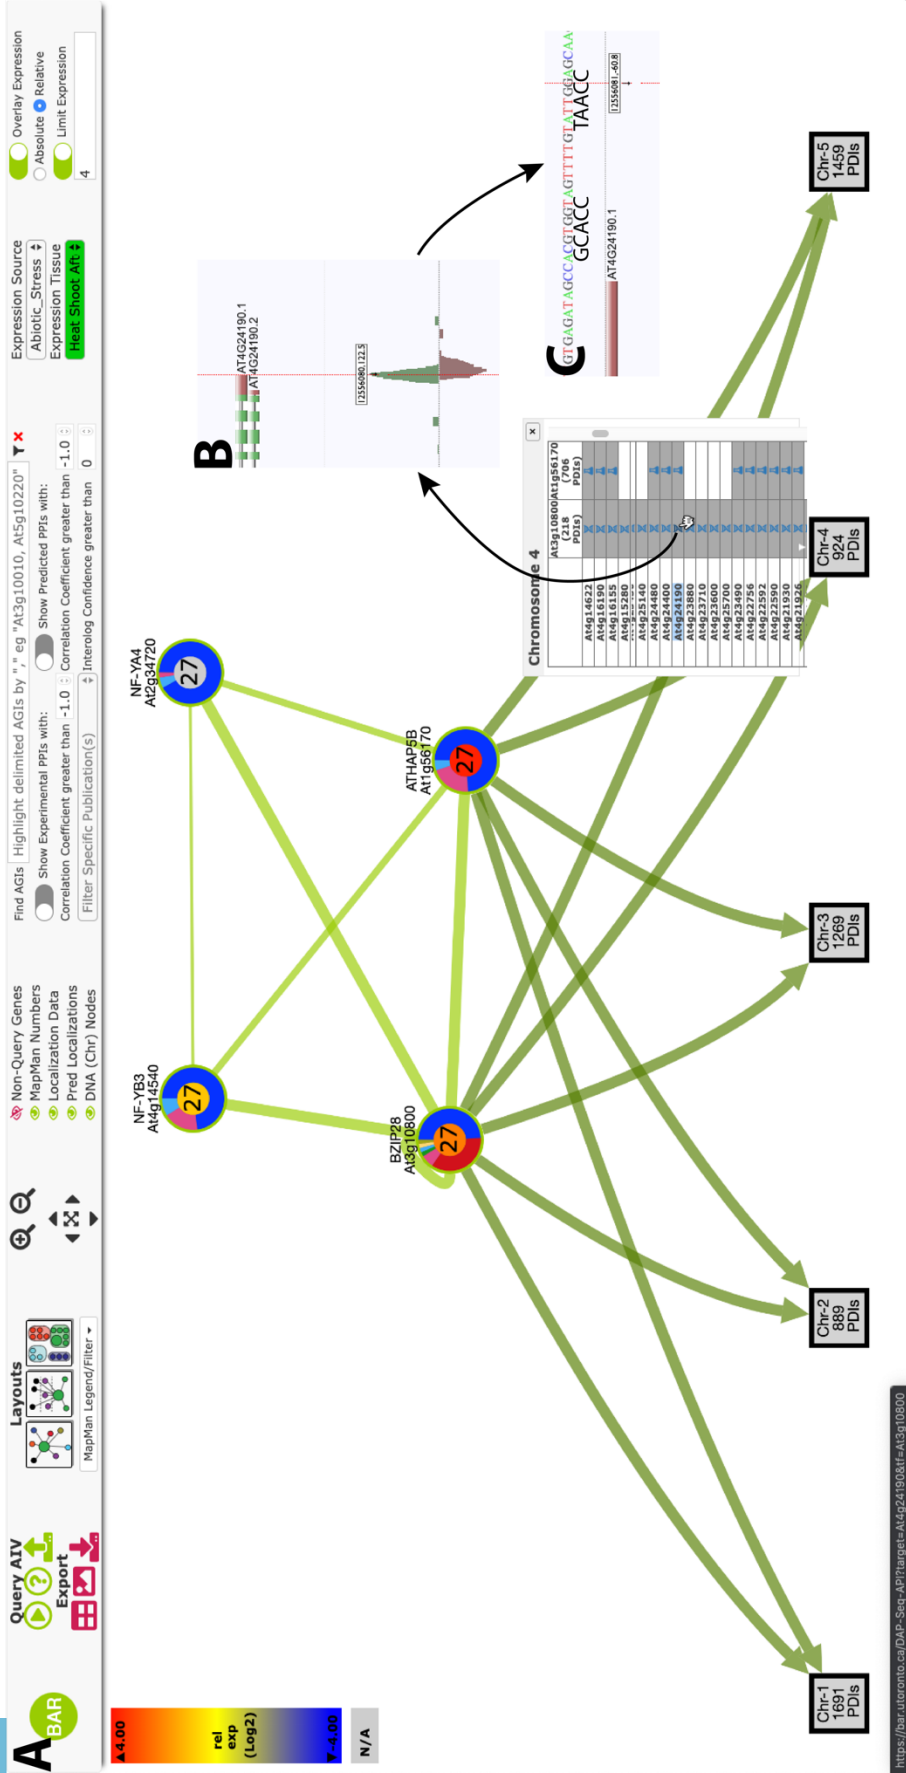 A
BAR
Query AIV
Export
Layouts
MapMan Legend/Filter
Non-Query Genes
MapMan Numbers
Localization Data
Pred Localizations
DNA (Chr) Nodes
Find AGIs
Highlight delimited AGIs by "," eg "At3g10010, At5g10220"
Show Experimental PPIs with:
Show Predicted PPIs with:
Correlation Coefficient greater than -1.0
Correlation Coefficient greater than -1.0
Filter Specific Publication(s)
Interolog Confidence greater than 0
Expression Source
Abiotic_Stress
Expression Tissue
Heat Shoot Aft
Overlay Expression
Absolute Relative
Limit Expression
4
4.00
rel
exp
(Log2)
-4.00
N/A
NF-YB3
At4g14540
27
NF-YA4
At2g34720
27
BZIP28
At3g10800
27
ATHAP5B
At1g56170
27
B
AT4G24190.1
AT4G24190.2
12556080,122.5
C
GTGAGATAGCCACGTGGTAGTTTTGTATTGGAGCAA
GCACC
TAACC
AT4G24190.1
12556081,-60.8
Chromosome 4
×
At3g10800
(218
PDIs)
At1g56170
(706
PDIs)
At4g14622
At4g16190
At4g16155
At4g15280
At4g25140
At4g24480
At4g24400
At4g24190
At4g23880
At4g23710
At4g23600
At4g25700
At4g23490
At4g22756
At4g22592
At4g22590
At4g21930
At4g21926
Chr-1
1691
PDIs
Chr-2
889
PDIs
Chr-3
1269
PDIs
Chr-4
924
PDIs
Chr-5
1459
PDIs
https://bar.utoronto.ca/DAP-Seq-API?target=At4g24190&tf=At3g10800